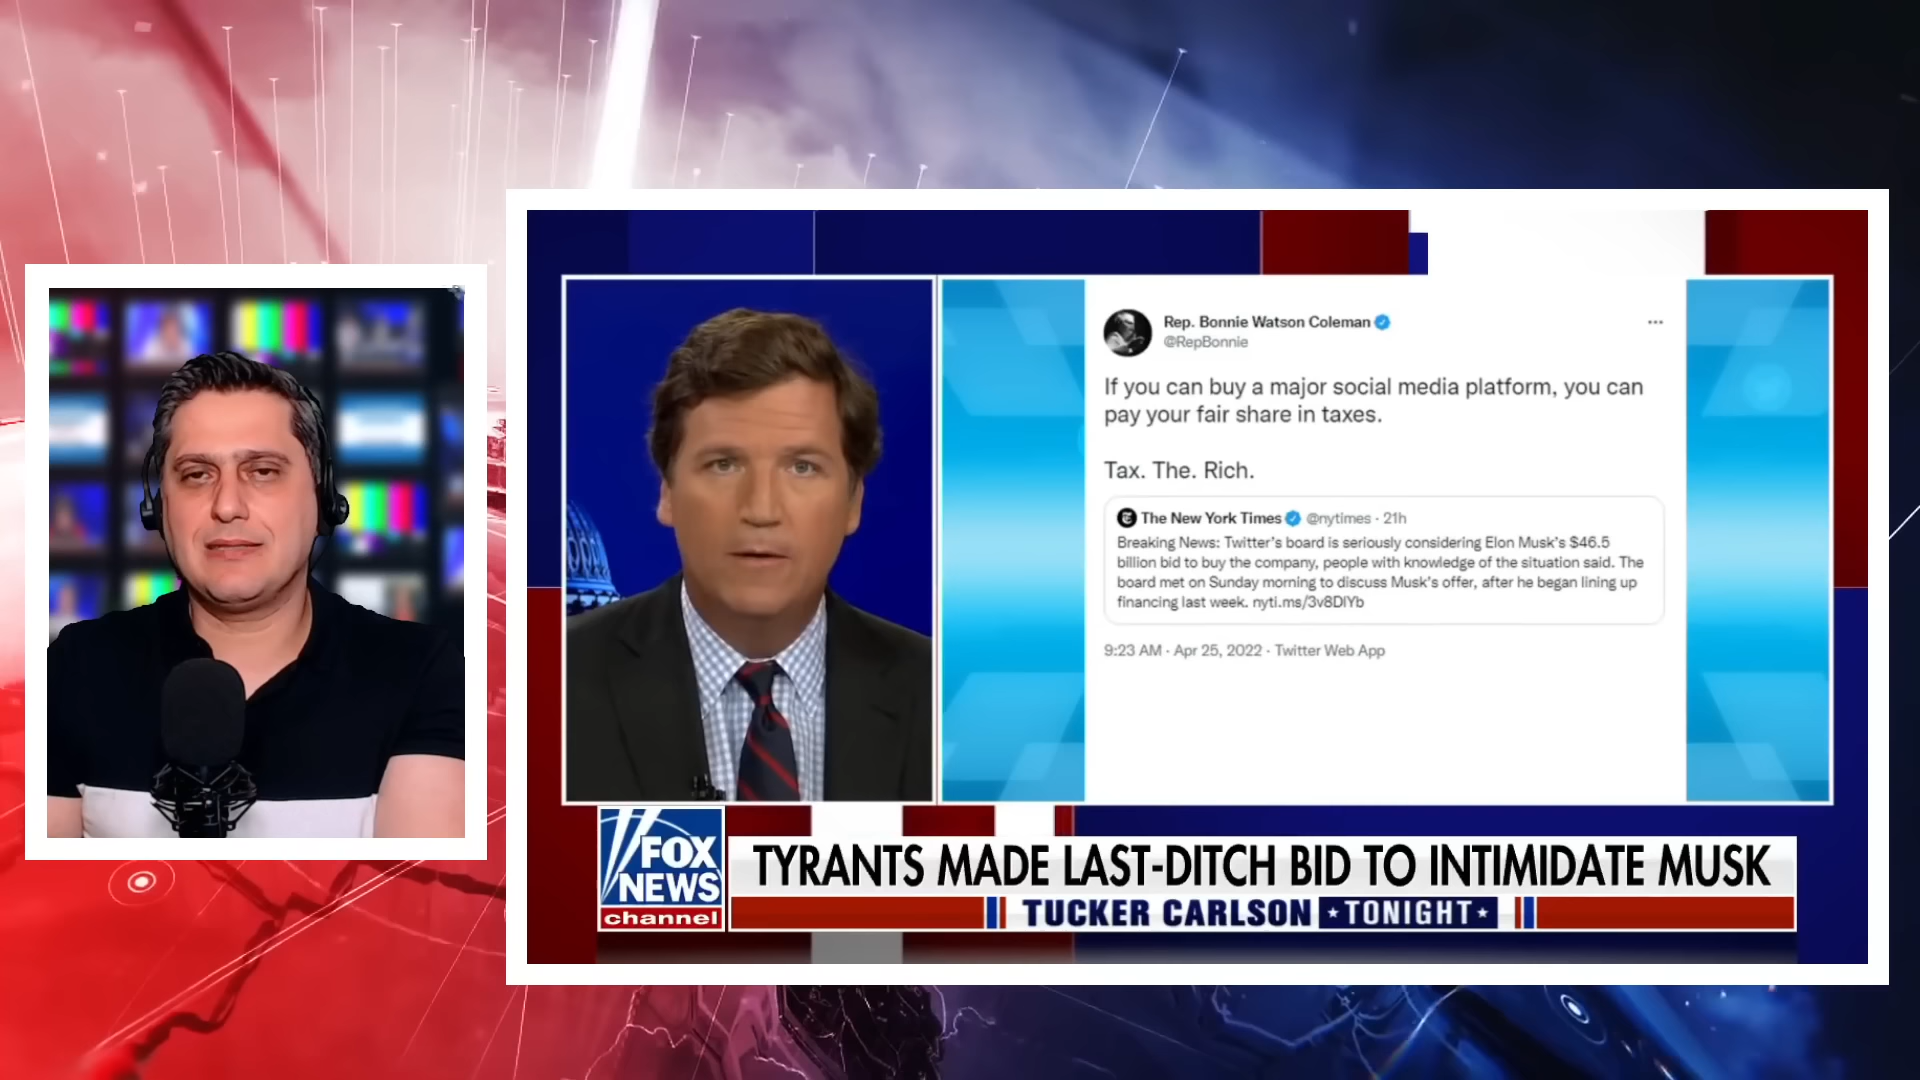 Rep. Bonnie Watson Coleman
@RepBonnie
If you can buy a major social media platform, you can
pay your fair share in taxes.
Tax. The. Rich.
The New York Times @nytimes · 21h
Breaking News: Twitter's board is seriously considering Elon Musk's $46.5
billion bid to buy the company, people with knowledge of the situation said. The
board met on Sunday morning to discuss Musk's offer, after he began lining up
financing last week. nyti.ms/3v8DIYb
9:23 AM · Apr 25, 2022 · Twitter Web App
FOX
NEWS
channel
TYRANTS MADE LAST-DITCH BID TO INTIMIDATE MUSK
TUCKER CARLSON TONIGHT